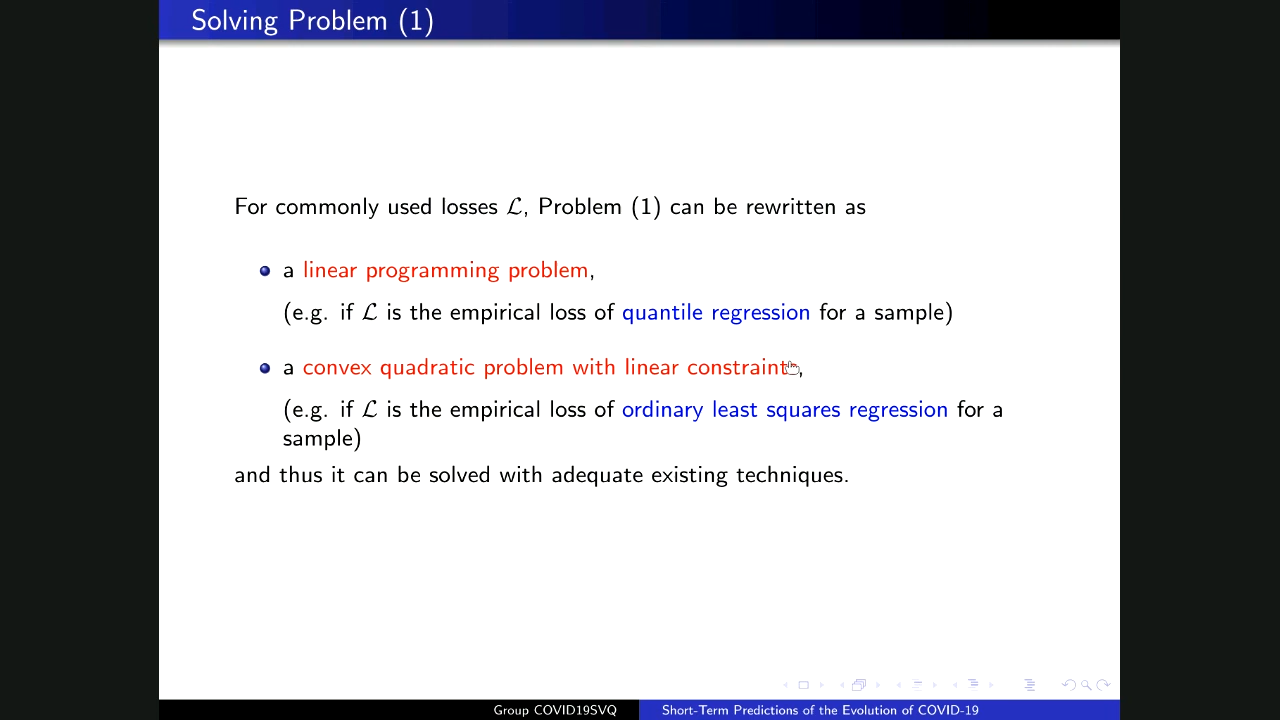 Solving Problem (1)
For commonly used losses ℒ, Problem (1) can be rewritten as
a linear programming problem,
(e.g. if ℒ is the empirical loss of quantile regression for a sample)
a convex quadratic problem with linear constraints,
(e.g. if ℒ is the empirical loss of ordinary least squares regression for a
sample)
and thus it can be solved with adequate existing techniques.
Group COVID19SVQ
Short-Term Predictions of the Evolution of COVID-19